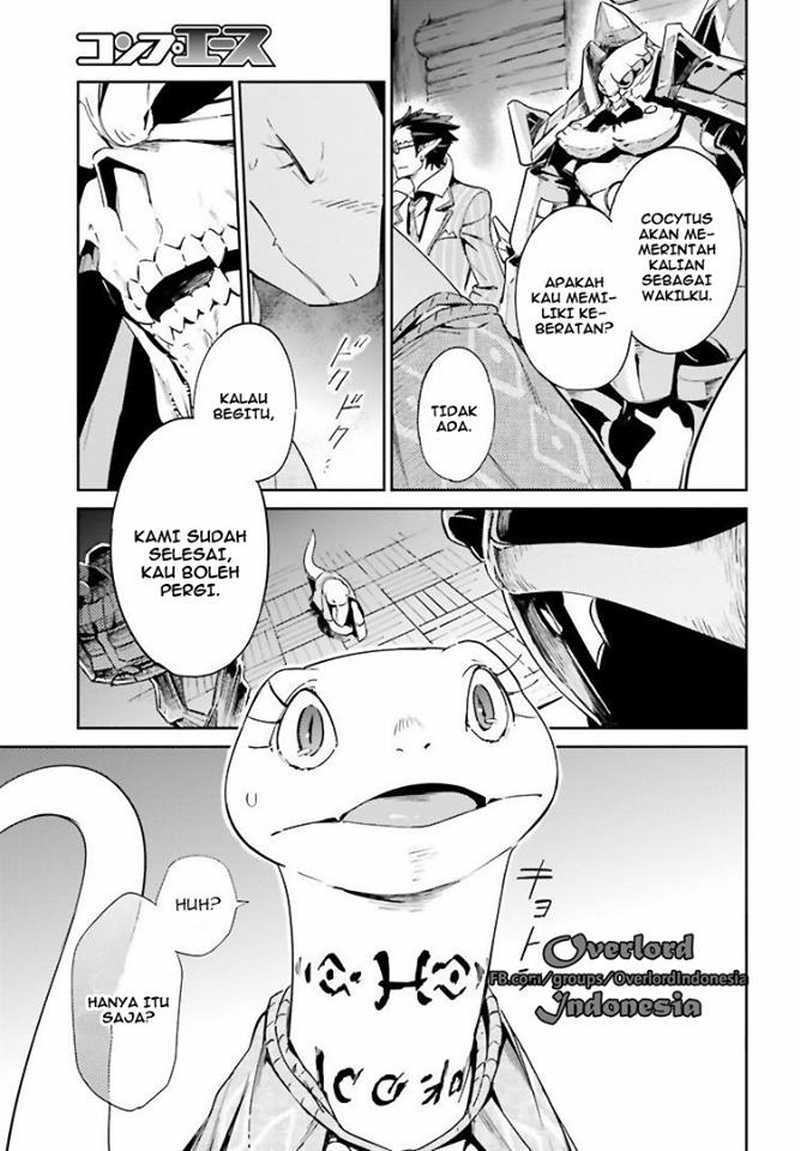 コンプエース
COCYTUS
AKAN ME-
MERINTAH
KALIAN
SEBAGAI
WAKILKU.
APAKAH
KAU MEMI-
LIKI KE-
BERATAN?
TIDAK
ADA.
ドクドク
KALAU
BEGITU,
KAMI SUDAH
SELESAI,
KAU BOLEH
PERGI.
HUH?
HANYA ITU
SAJA?
キョト
Overlord
FB.com/groups/OverlordIndonesia
Indonesia